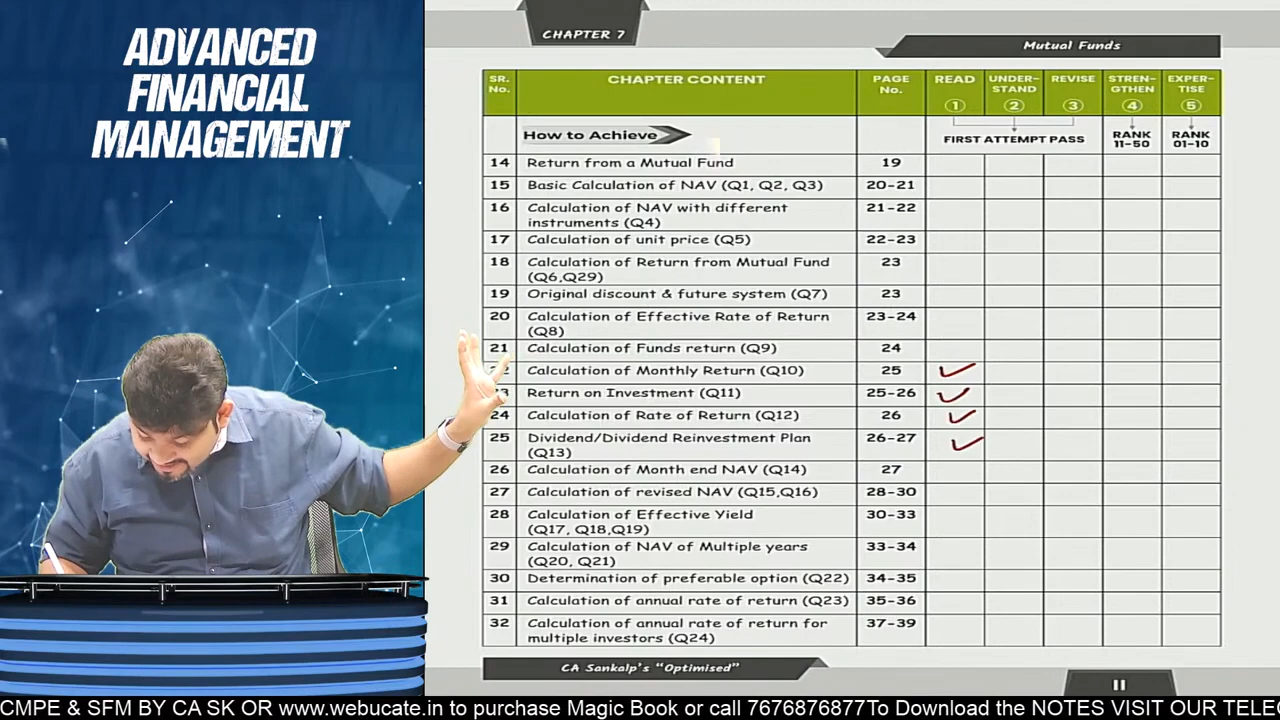 ADVANCED
FINANCIAL
MANAGEMENT
CHAPTER 7
Mutual Funds
SR. No. CHAPTER CONTENT PAGE No. READ 1 UNDER-STAND 2 REVISE 3 STREN-GTHEN 4 EXPER-TISE 5
How to Achieve FIRST ATTEMPT PASS RANK 11-50 RANK 01-10
14 Return from a Mutual Fund 19
15 Basic Calculation of NAV (Q1, Q2, Q3) 20-21
16 Calculation of NAV with different 21-22
instruments (Q4)
17 Calculation of unit price (Q5) 22-23
18 Calculation of Return from Mutual Fund 23
(Q6,Q29)
19 Original discount & future system (Q7) 23
20 Calculation of Effective Rate of Return 23-24
(Q8)
21 Calculation of Funds return (Q9) 24
Calculation of Monthly Return (Q10) 25
Return on Investment (Q11) 25-26
24 Calculation of Rate of Return (Q12) 26
25 Dividend/Dividend Reinvestment Plan 26-27
(Q13)
26 Calculation of Month end NAV (Q14) 27
27 Calculation of revised NAV (Q15,Q16) 28-30
28 Calculation of Effective Yield 30-33
(Q17, Q18,Q19)
29 Calculation of NAV of Multiple years 33-34
(Q20, Q21)
30 Determination of preferable option (Q22) 34-35
31 Calculation of annual rate of return (Q23) 35-36
32 Calculation of annual rate of return for 37-39
multiple investors (Q24)
CA Sankalp's "Optimised"
II
CMPE & SFM BY CA SK OR www.webucate.in to purchase Magic Book or call 7676876877To Download the NOTES VISIT OUR TELE